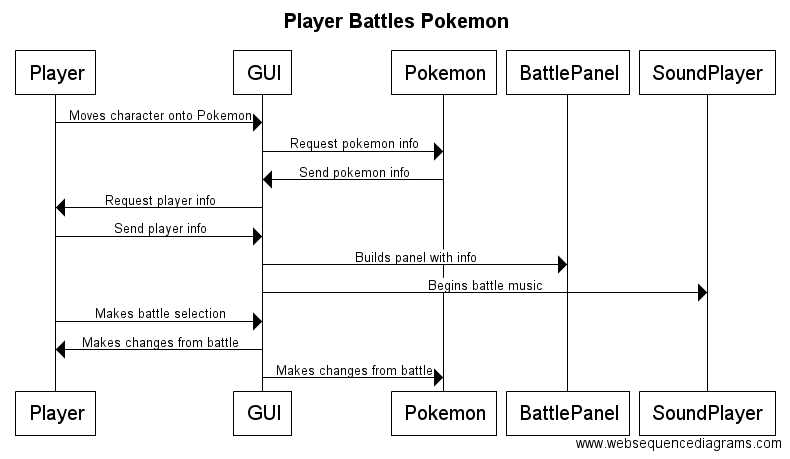 Player Battles Pokemon
Player GUI Pokemon BattlePanel SoundPlayer
Moves character onto Pokemon
Request pokemon info
Send pokemon info
Request player info
Send player info
Builds panel with info
Begins battle music
Makes battle selection
Makes changes from battle
Makes changes from battle
Player GUI Pokemon BattlePanel SoundPlayer
www.websequencediagrams.com